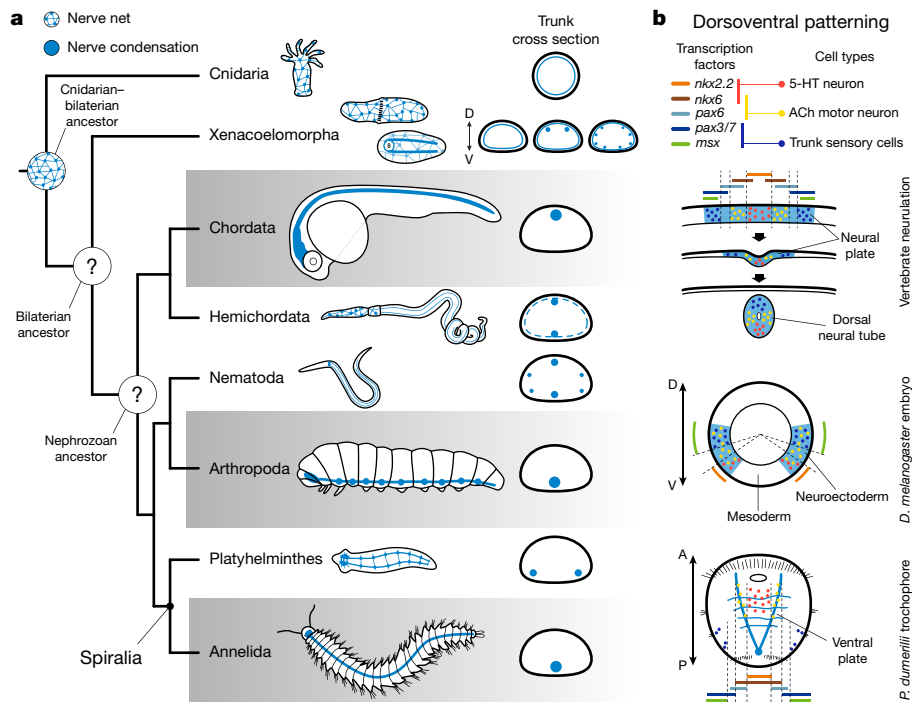 a
Nerve net
Nerve condensation
Trunk
cross section
Cnidaria
Cnidarian–
bilaterian
ancestor
Xenacoelomorpha
D
V
Chordata
?
Bilaterian
ancestor
Hemichordata
Nematoda
?
Nephrozoan
ancestor
Arthropoda
Platyhelminthes
Spiralia
Annelida
b
Dorsoventral patterning
Transcription
factors
Cell types
nkx2.2
nkx6
pax6
pax3/7
msx
5-HT neuron
ACh motor neuron
Trunk sensory cells
Neural
plate
Dorsal
neural tube
Vertebrate neurulation
D
V
Neuroectoderm
Mesoderm
D. melanogaster embryo
A
P
Ventral
plate
P. dumerilii trochophore